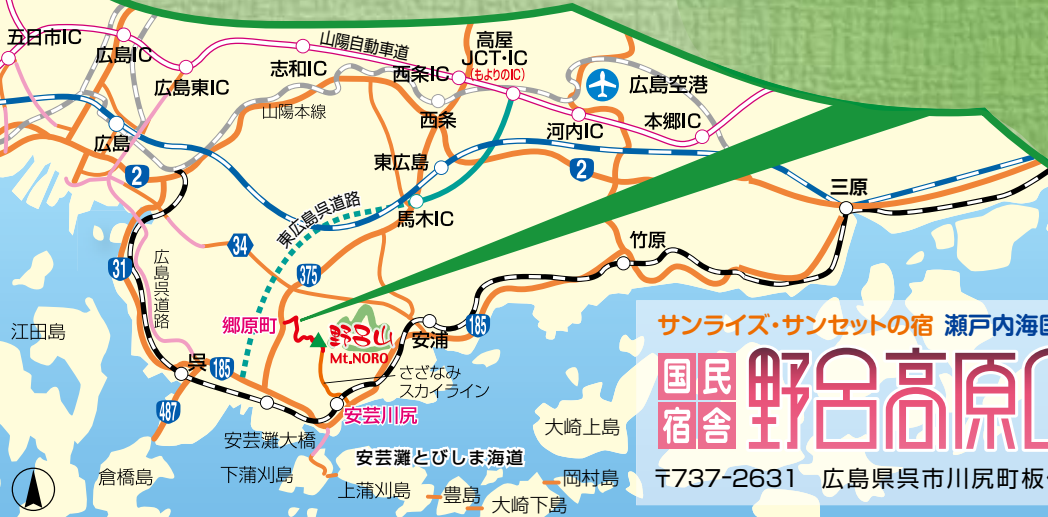 五日市IC
広島IC
広島東IC
山陽自動車道
志和IC
西条IC
高屋
JCT・IC
(もよりのIC)
広島空港
山陽本線
西条
河内IC
本郷IC
広島
2
東広島
2
三原
馬木IC
東広島呉道路
34
375
31
広島呉道路
竹原
江田島
郷原町
野呂山
Mt.NORO
安浦
185
さざなみ
スカイライン
呉
185
487
安芸川尻
安芸灘大橋
安芸灘とびしま海道
倉橋島
下蒲刈島
上蒲刈島
豊島
大崎下島
岡村島
大崎上島
サンライズ・サンセットの宿 瀬戸内海国
国民
宿舎
野呂高原
〒737-2631 広島県呉市川尻町板